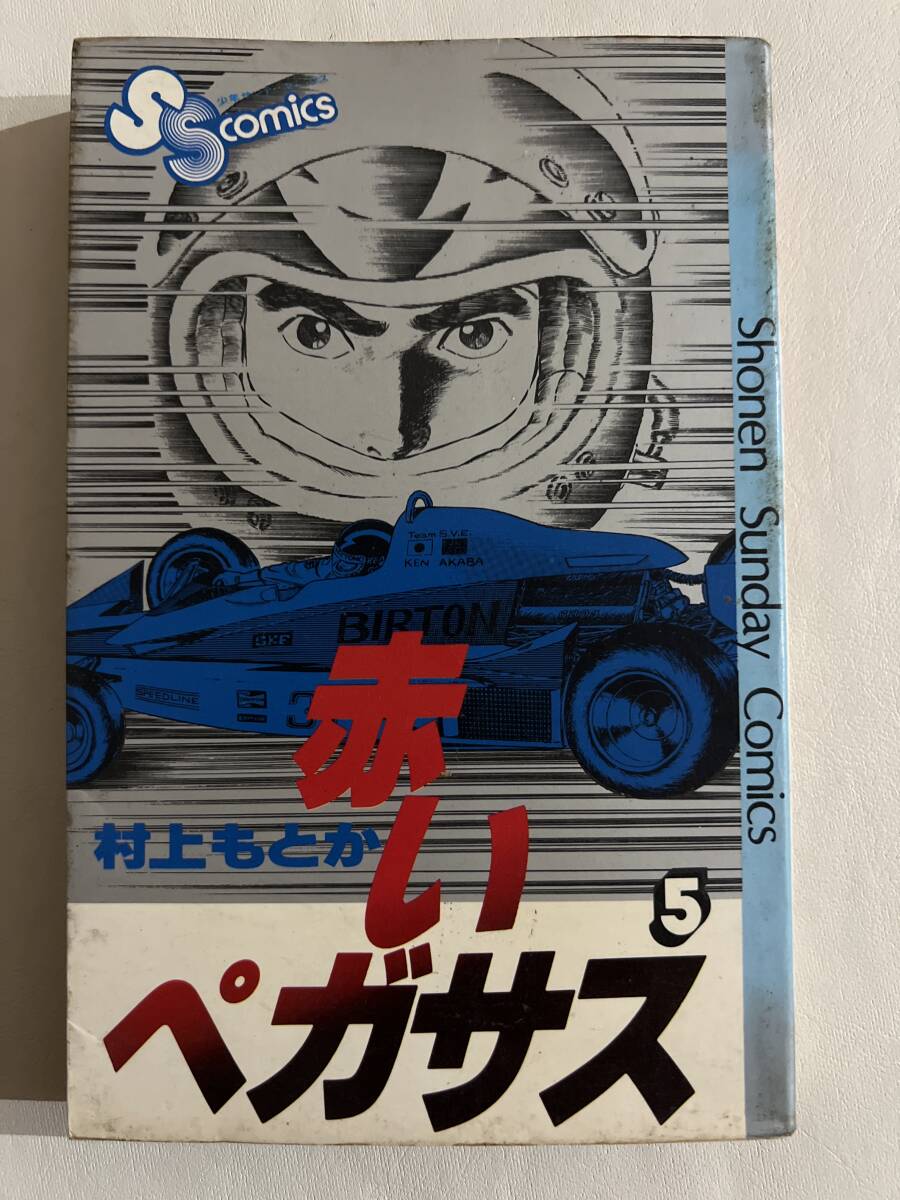 SS comics
Team S.V.E.
KEN AKABA
BIRTON
SPEEDLINE
3
赤い
ペガサス
5
村上もとか
Shonen Sunday Comics